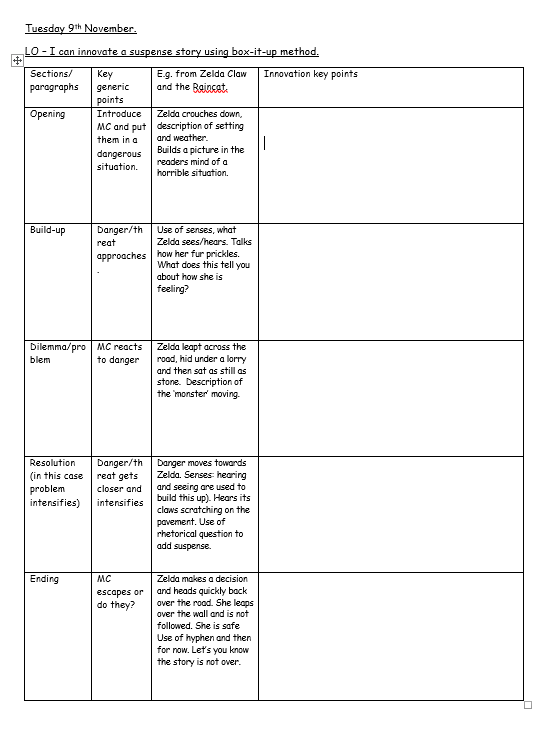 Tuesday 9th November.
LO – I can innovate a suspense story using box-it-up method.
Sections/
paragraphs
Key
generic
points
E.g. from Zelda Claw
and the Raincat.
Innovation key points
Opening
Introduce
MC and put
them in a
dangerous
situation.
Zelda crouches down,
description of setting
and weather.
Builds a picture in the
readers mind of a
horrible situation.
Build-up
Danger/th
reat
approaches
.
Use of senses, what
Zelda sees/hears. Talks
how her fur prickles.
What does this tell you
about how she is
feeling?
Dilemma/pro
blem
MC reacts
to danger
Zelda leapt across the
road, hid under a lorry
and then sat as still as
stone. Description of
the ‘monster’ moving.
Resolution
(in this case
problem
intensifies)
Danger/th
reat gets
closer and
intensifies
Danger moves towards
Zelda. Senses: hearing
and seeing are used to
build this up). Hears its
claws scratching on the
pavement. Use of
rhetorical question to
add suspense.
Ending
MC
escapes or
do they?
Zelda makes a decision
and heads quickly back
over the road. She leaps
over the wall and is not
followed. She is safe
Use of hyphen and then
for now. Let’s you know
the story is not over.